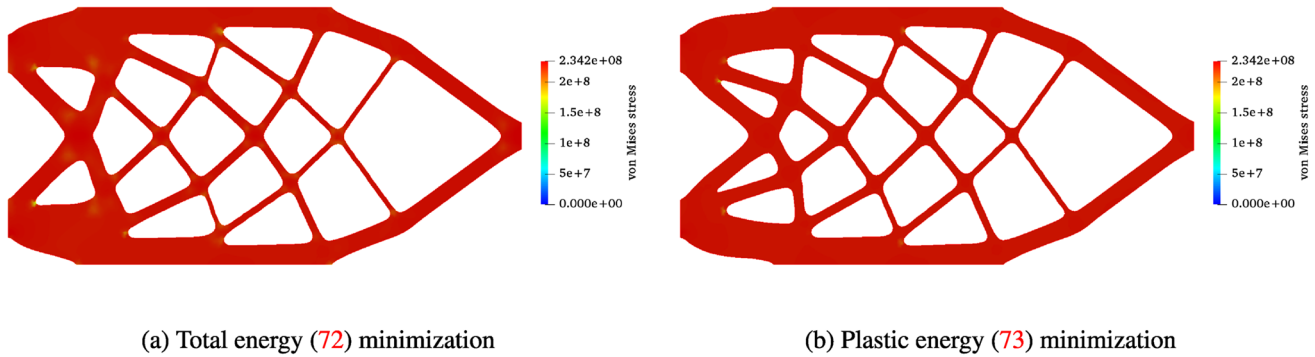 2.342e+08
2e+8
1.5e+8
1e+8
5e+7
0.000e+00
von Mises stress
2.342e+08
2e+8
1.5e+8
1e+8
5e+7
0.000e+00
von Mises stress
(a) Total energy (72) minimization
(b) Plastic energy (73) minimization